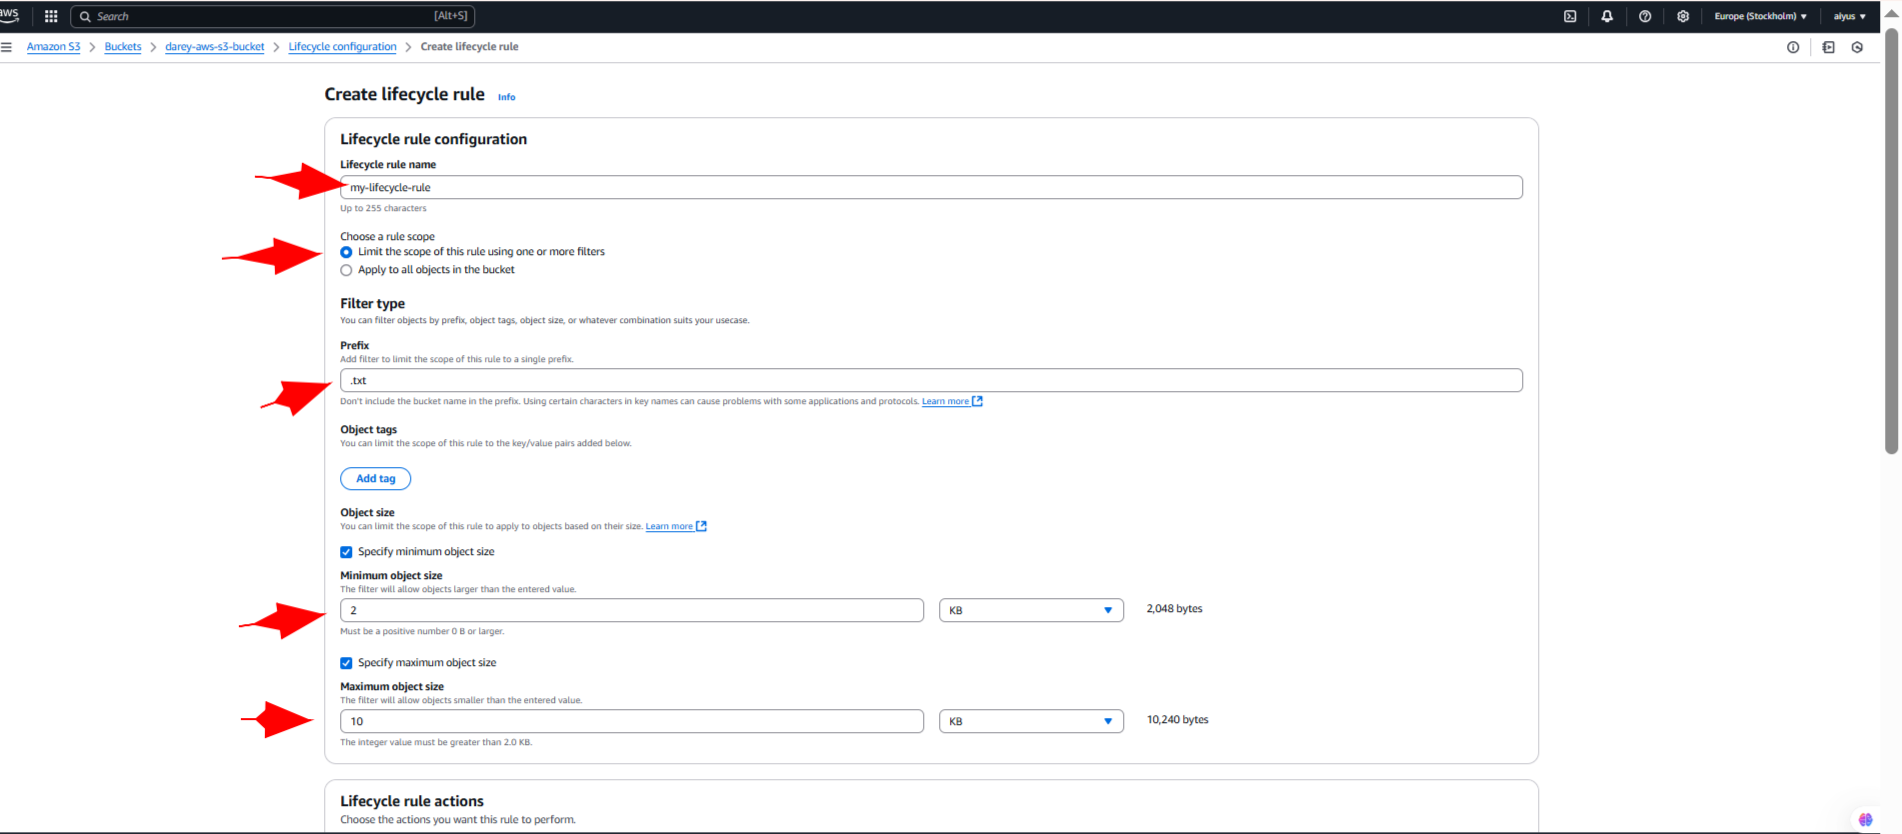 aws
Search [Alt+S] Europe (Stockholm) aiyus
Amazon S3 > Buckets > darey-aws-s3-bucket > Lifecycle configuration > Create lifecycle rule
Create lifecycle rule Info
Lifecycle rule configuration
Lifecycle rule name
my-lifecycle-rule
Up to 255 characters
Choose a rule scope
Limit the scope of this rule using one or more filters
Apply to all objects in the bucket
Filter type
You can filter objects by prefix, object tags, object size, or whatever combination suits your usecase.
Prefix
Add filter to limit the scope of this rule to a single prefix.
.txt
Don't include the bucket name in the prefix. Using certain characters in key names can cause problems with some applications and protocols. Learn more
Object tags
You can limit the scope of this rule to the key/value pairs added below.
Add tag
Object size
You can limit the scope of this rule to apply to objects based on their size. Learn more
Specify minimum object size
Minimum object size
The filter will allow objects larger than the entered value.
2 KB 2,048 bytes
Must be a positive number 0 B or larger.
Specify maximum object size
Maximum object size
The filter will allow objects smaller than the entered value.
10 KB 10,240 bytes
The integer value must be greater than 2.0 KB.
Lifecycle rule actions
Choose the actions you want this rule to perform.